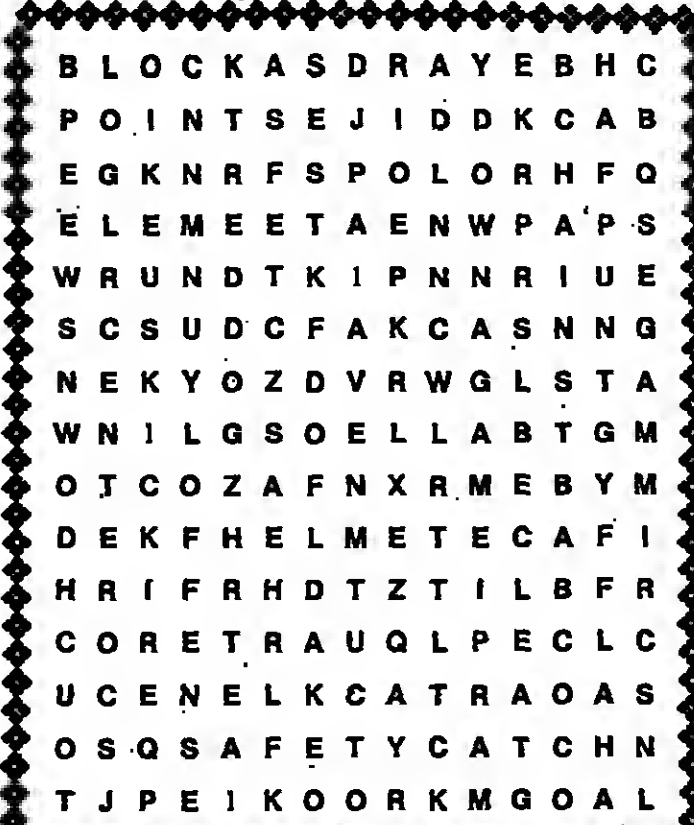 B L O C K A S D R A Y E B H C
P O I N T S E J I D D K C A B
E G K N R F S P O L O R H F Q
E L E M E E T A E N W P A P S
W R U N D T K I P N N R I U E
S C S U D C F A K C A S N N G
N E K Y O Z D V R W G L S T A
W N I L G S O E L L A B T G M
O T C O Z A F N X R M E B Y M
D E K F H E L M E T E C A F I
H R I F R H D T Z T I L B F R
C O R E T R A U Q L P E C L C
U C E N E L K C A T R A O A S
O S Q S A F E T Y C A T C H N
T J P E I K O O R K M G O A L